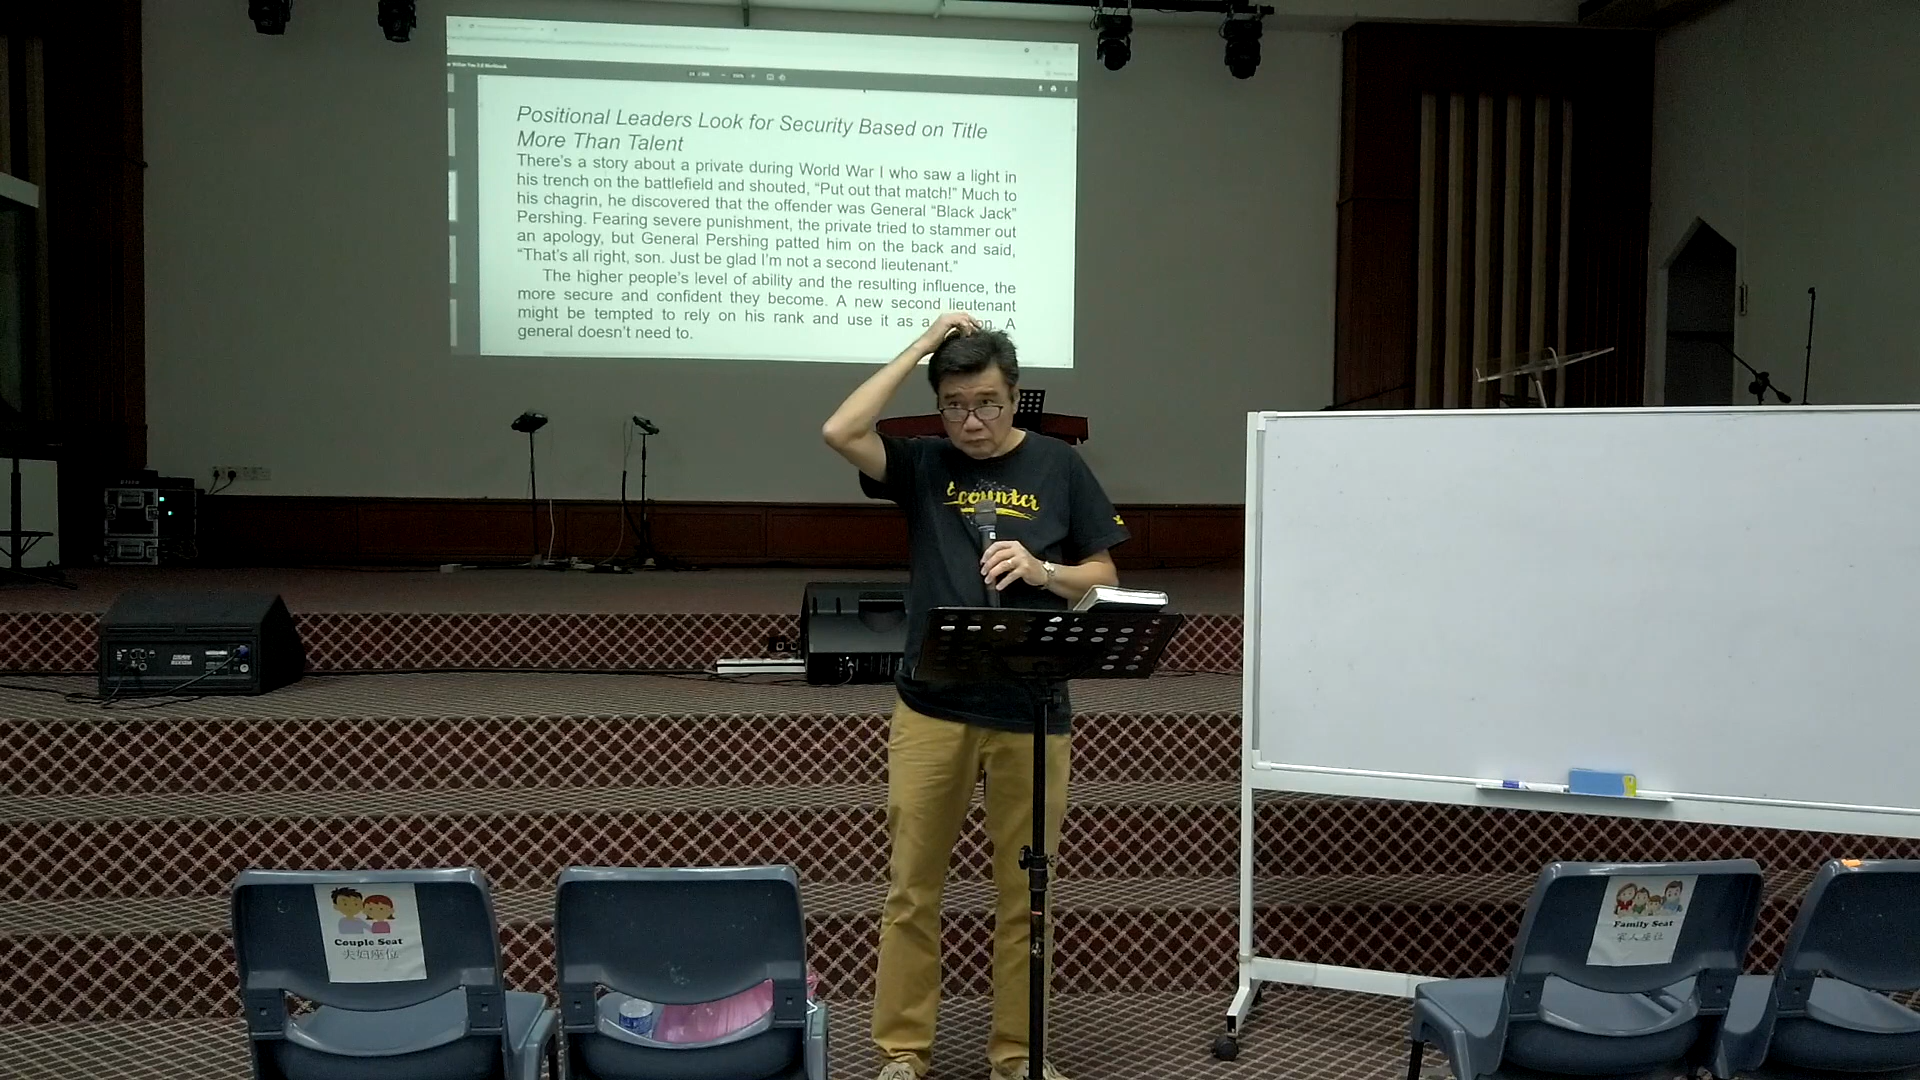 Positional Leaders Look for Security Based on Title
More Than Talent
There's a story about a private during World War I who saw a light in
his trench on the battlefield and shouted, “Put out that match!” Much to
his chagrin, he discovered that the offender was General “Black Jack”
Pershing. Fearing severe punishment, the private tried to stammer out
an apology, but General Pershing patted him on the back and said,
“That's all right, son. Just be glad I'm not a second lieutenant.”
The higher people's level of ability and the resulting influence, the
more secure and confident they become. A new second lieutenant
might be tempted to rely on his rank and use it as a A
general doesn't need to.
counter
Couple Seat
夫妇座位
Family Seat
家人座位